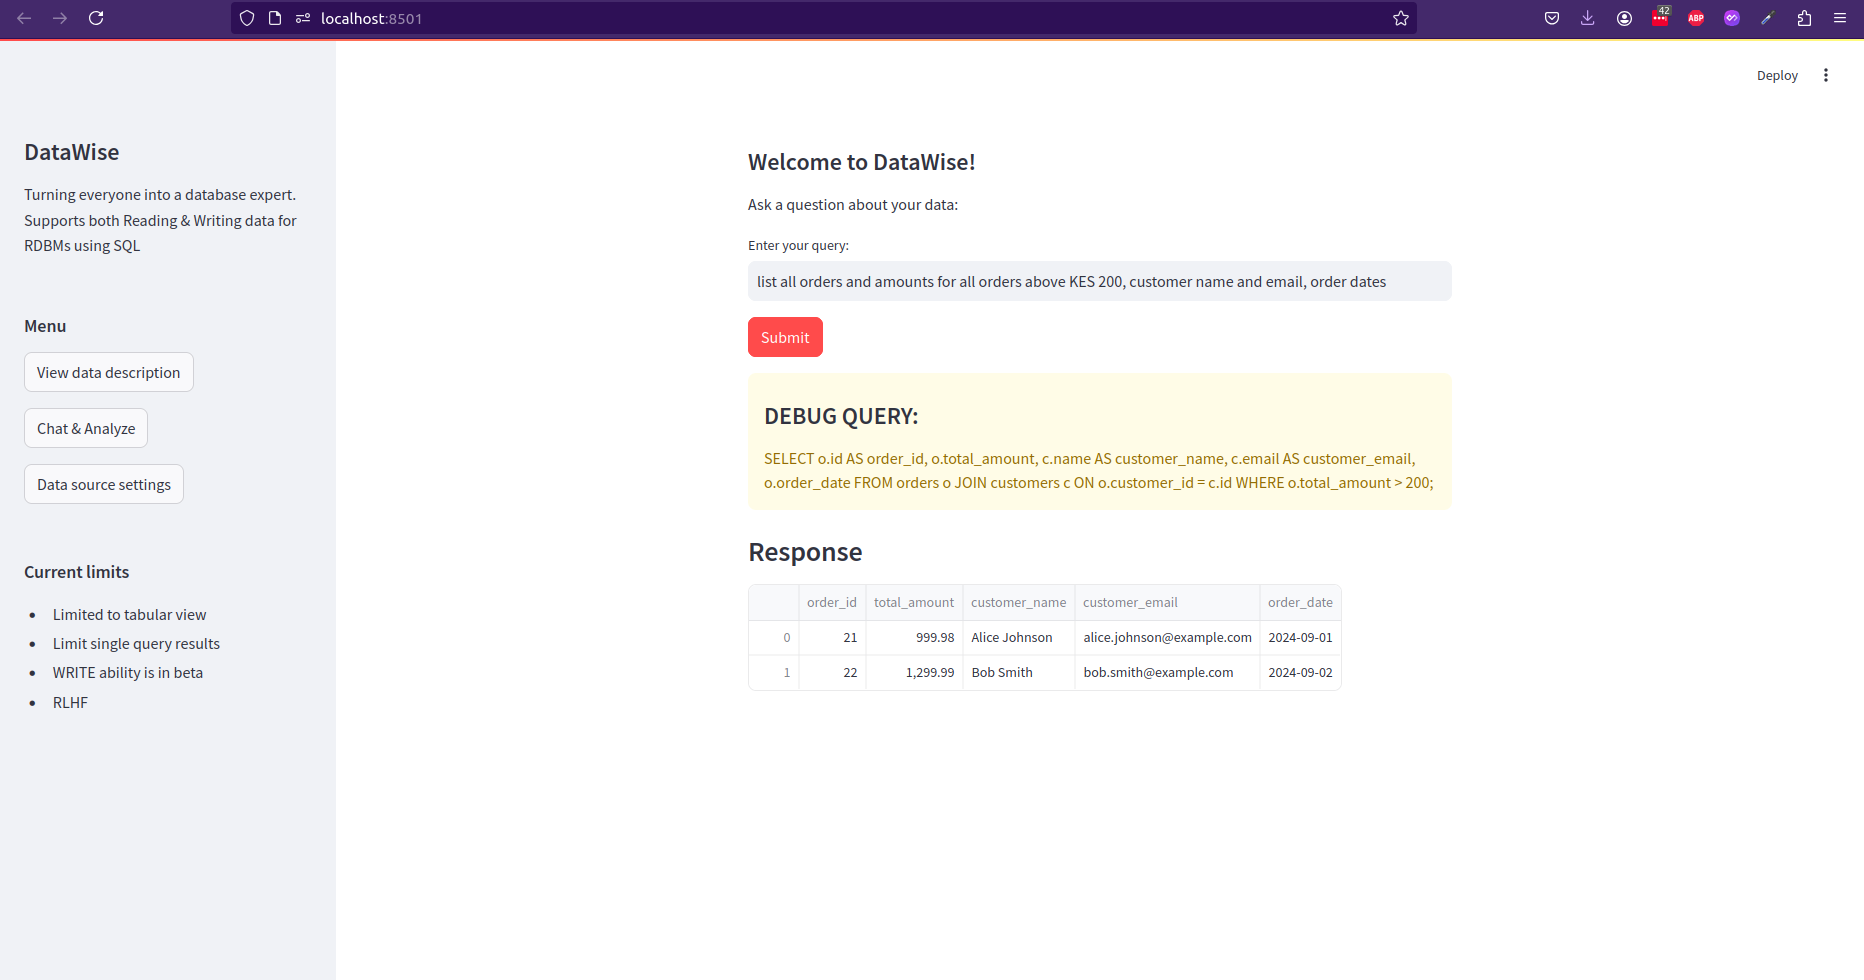 localhost:8501
42
ABP
Deploy
DataWise
Turning everyone into a database expert.
Supports both Reading & Writing data for
RDBMs using SQL
Menu
View data description
Chat & Analyze
Data source settings
Current limits
• Limited to tabular view
• Limit single query results
• WRITE ability is in beta
• RLHF
Welcome to DataWise!
Ask a question about your data:
Enter your query:
list all orders and amounts for all orders above KES 200, customer name and email, order dates
Submit
DEBUG QUERY:
SELECT o.id AS order_id, o.total_amount, c.name AS customer_name, c.email AS customer_email,
o.order_date FROM orders o JOIN customers c ON o.customer_id = c.id WHERE o.total_amount > 200;
Response
order_id total_amount customer_name customer_email order_date
0 21 999.98 Alice Johnson alice.johnson@example.com 2024-09-01
1 22 1,299.99 Bob Smith bob.smith@example.com 2024-09-02